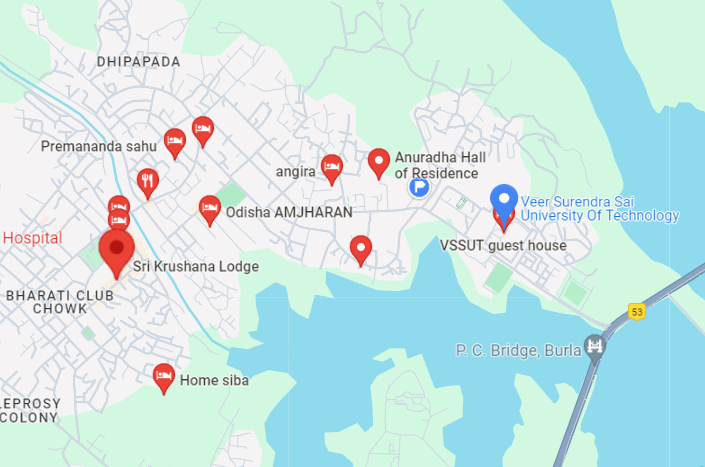 DHIPAPADA
Premananda sahu
angira
Anuradha Hall
of Residence
Odisha AMJHARAN
Veer Surendra Sai
University Of Technology
Hospital
VSSUT guest house
Sri Krushana Lodge
BHARATI CLUB
CHOWK
53
P. C. Bridge, Burla
Home siba
LEPROSY
COLONY